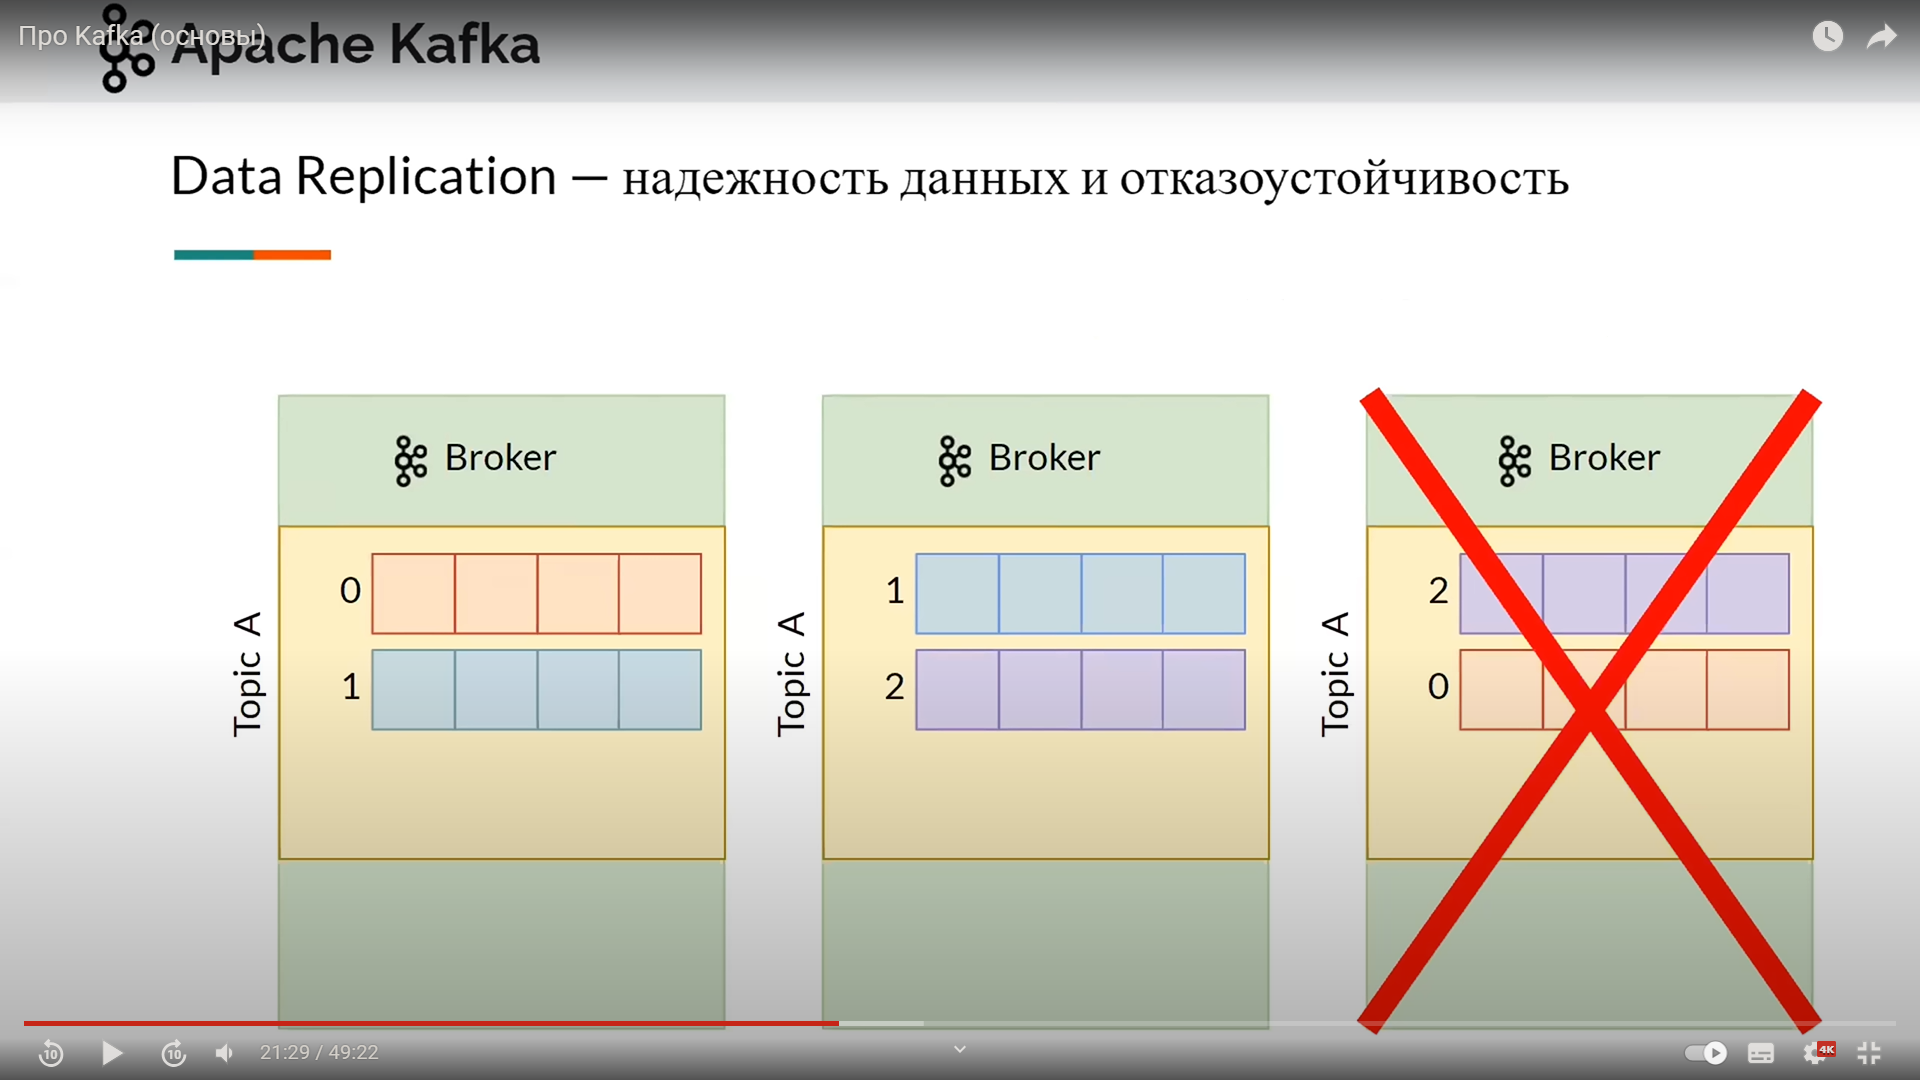 Про Kafka (основы)
Apache Kafka
Data Replication — надежность данных и отказоустойчивость
Broker
Topic A
0
1
Broker
Topic A
1
2
Broker
Topic A
2
0
10
10
21:29 / 49:22
4K